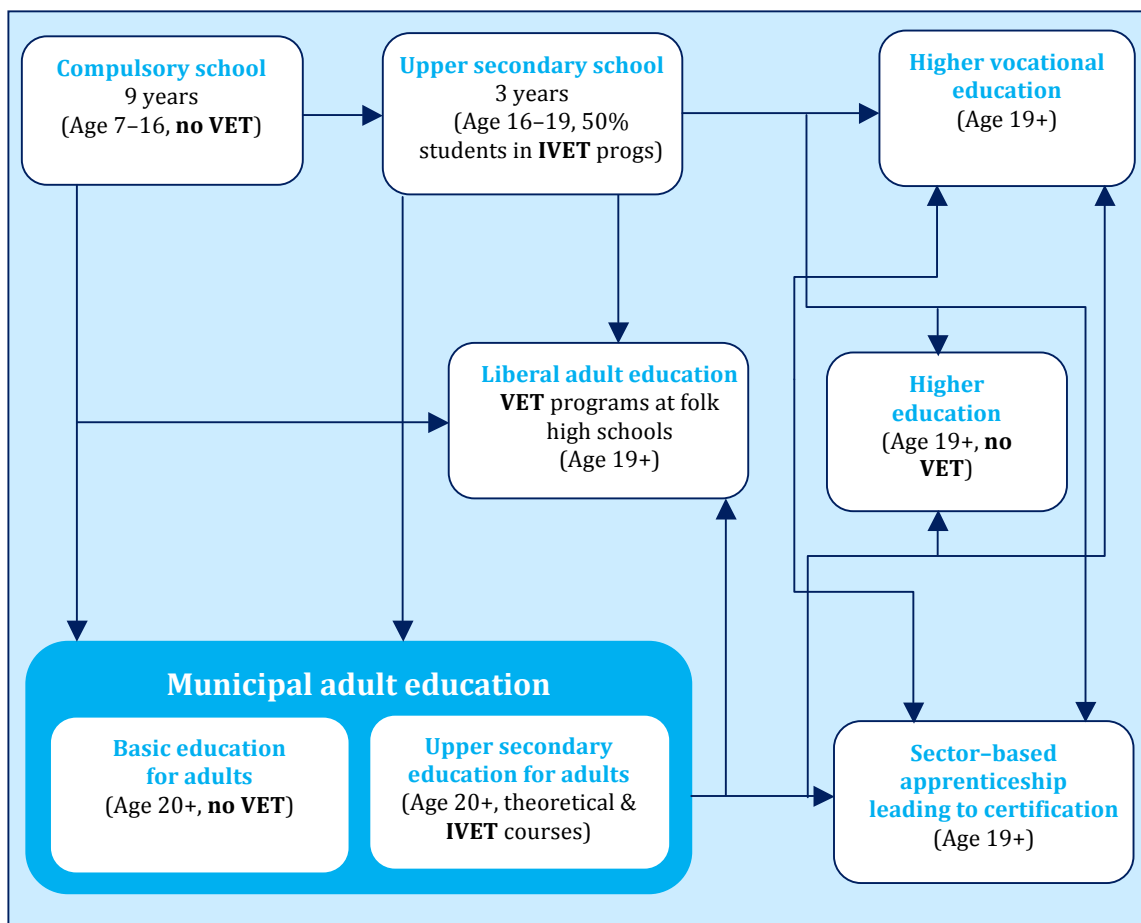 Compulsory school
9 years
(Age 7–16, no VET)
Upper secondary school
3 years
(Age 16–19, 50%
students in IVET progs)
Higher vocational
education
(Age 19+)
Liberal adult education
VET programs at folk
high schools
(Age 19+)
Higher
education
(Age 19+, no
VET)
Municipal adult education
Basic education
for adults
(Age 20+, no VET)
Upper secondary
education for adults
(Age 20+, theoretical &
IVET courses)
Sector–based
apprenticeship
leading to certification
(Age 19+)